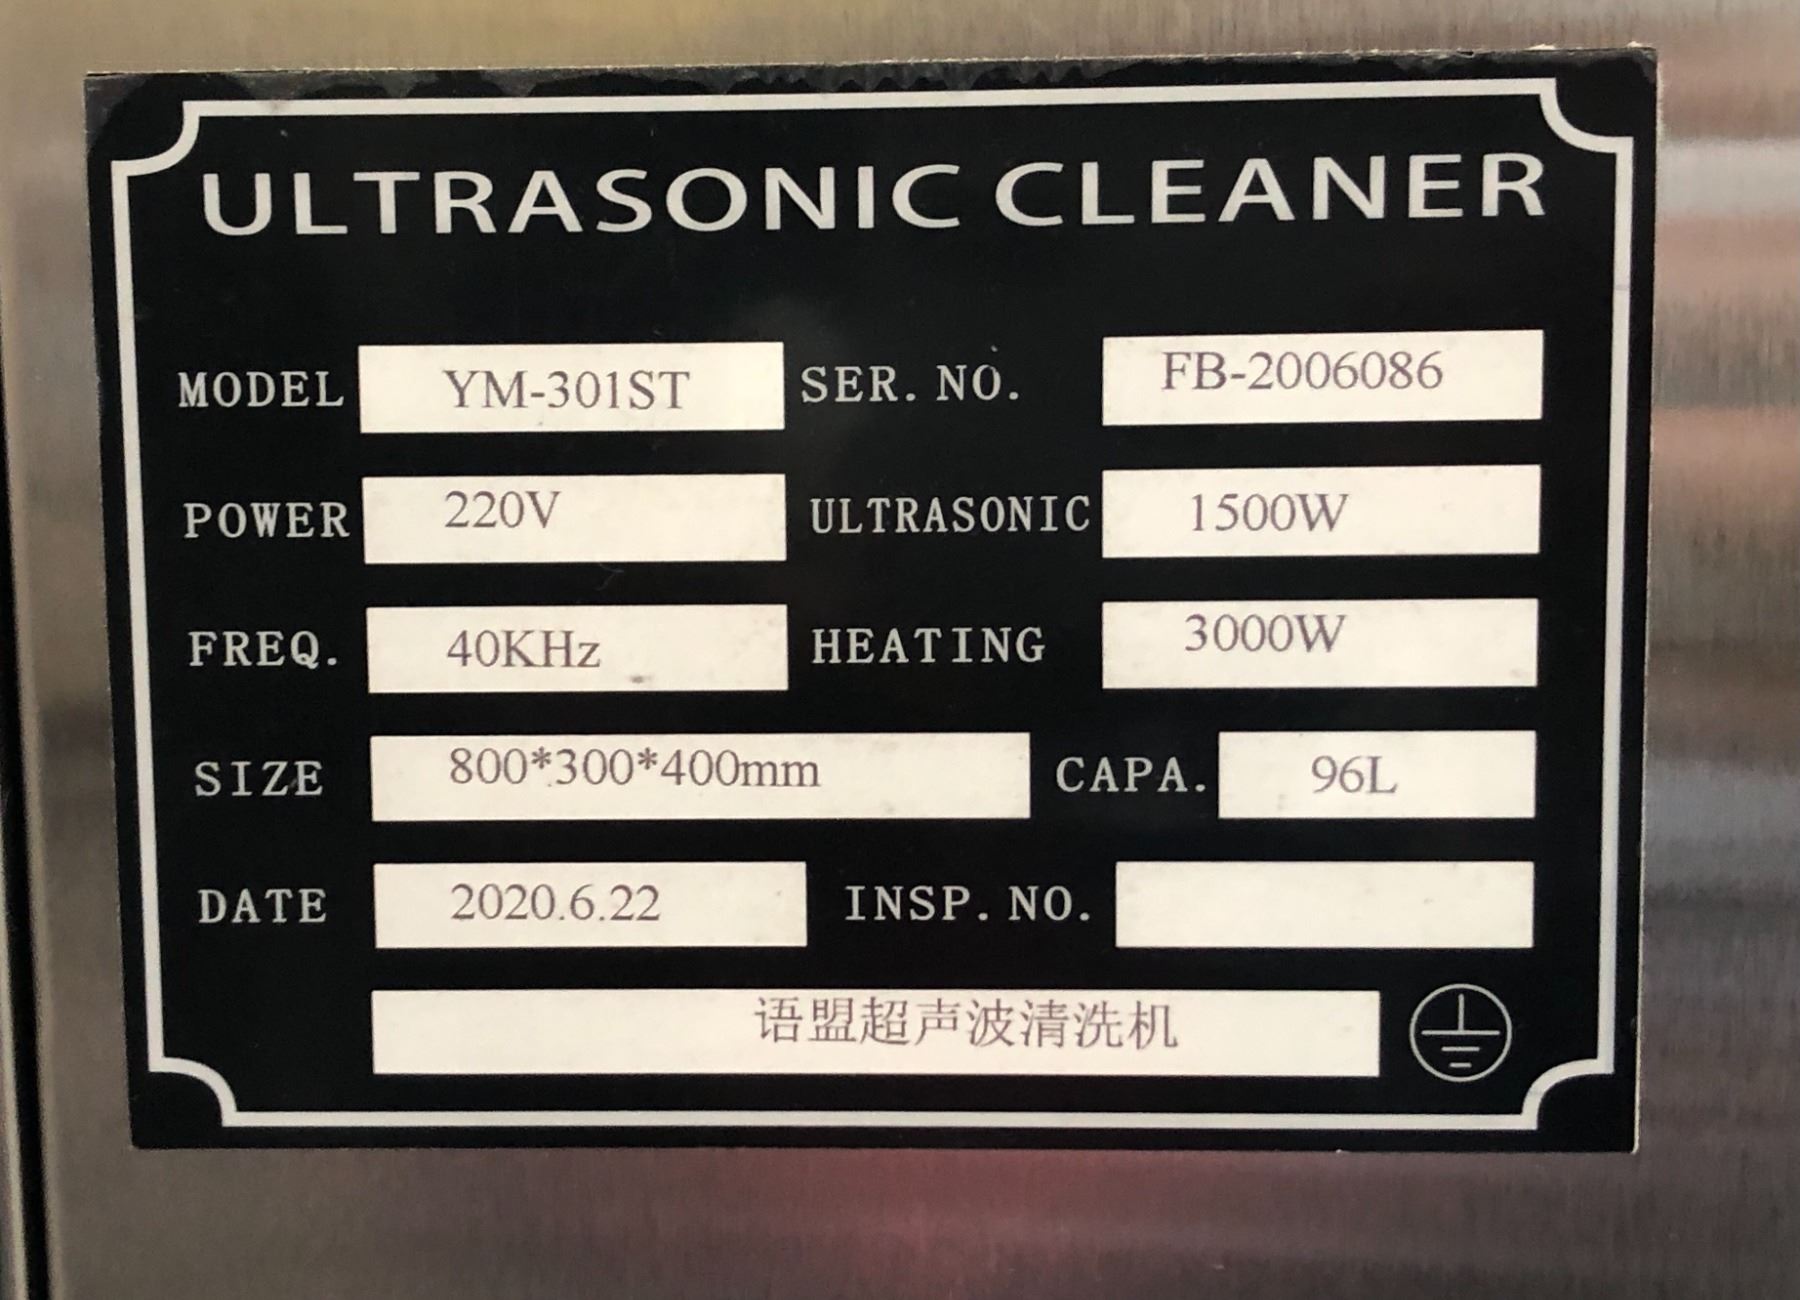 ULTRASONIC CLEANER
MODEL YM-301ST SER. NO. FB-2006086
POWER 220V ULTRASONIC 1500W
FREQ. 40KHz HEATING 3000W
SIZE 800*300*400mm CAPA. 96L
DATE 2020.6.22 INSP. NO.
语盟超声波清洗机